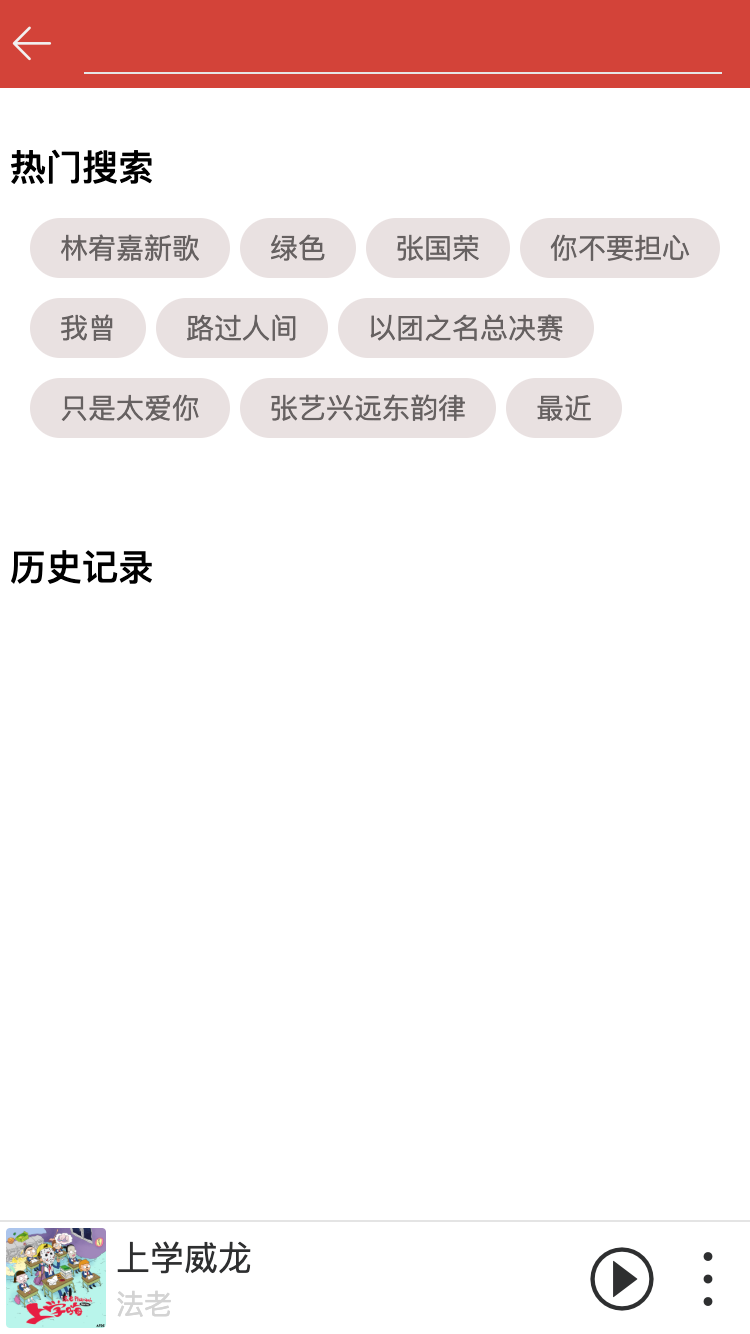 热门搜索
林宥嘉新歌 绿色 张国荣 你不要担心
我曾 路过人间 以团之名总决赛
只是太爱你 张艺兴远东韵律 最近
历史记录
上学威龙
法老